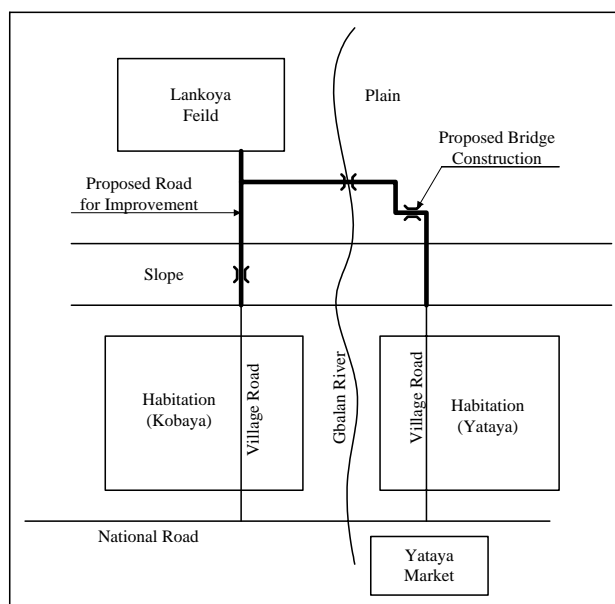 Lankoya
Feild
Plain
Proposed Bridge
Construction
Proposed Road
for Improvement
Slope
Habitation
(Kobaya)
Village Road
Gbalan River
Village Road
Habitation
(Yataya)
National Road
Yataya
Market